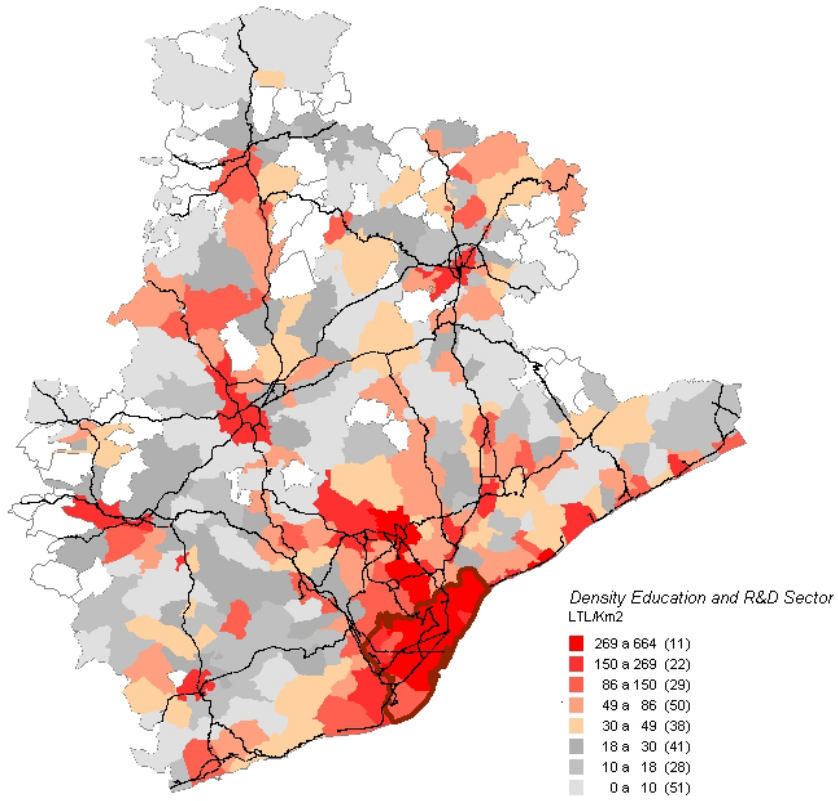 Density Education and R&D Sector
LTL/Km2
269 a 664 (11)
150 a 269 (22)
86 a 150 (29)
49 a 86 (50)
30 a 49 (38)
18 a 30 (41)
10 a 18 (28)
0 a 10 (51)